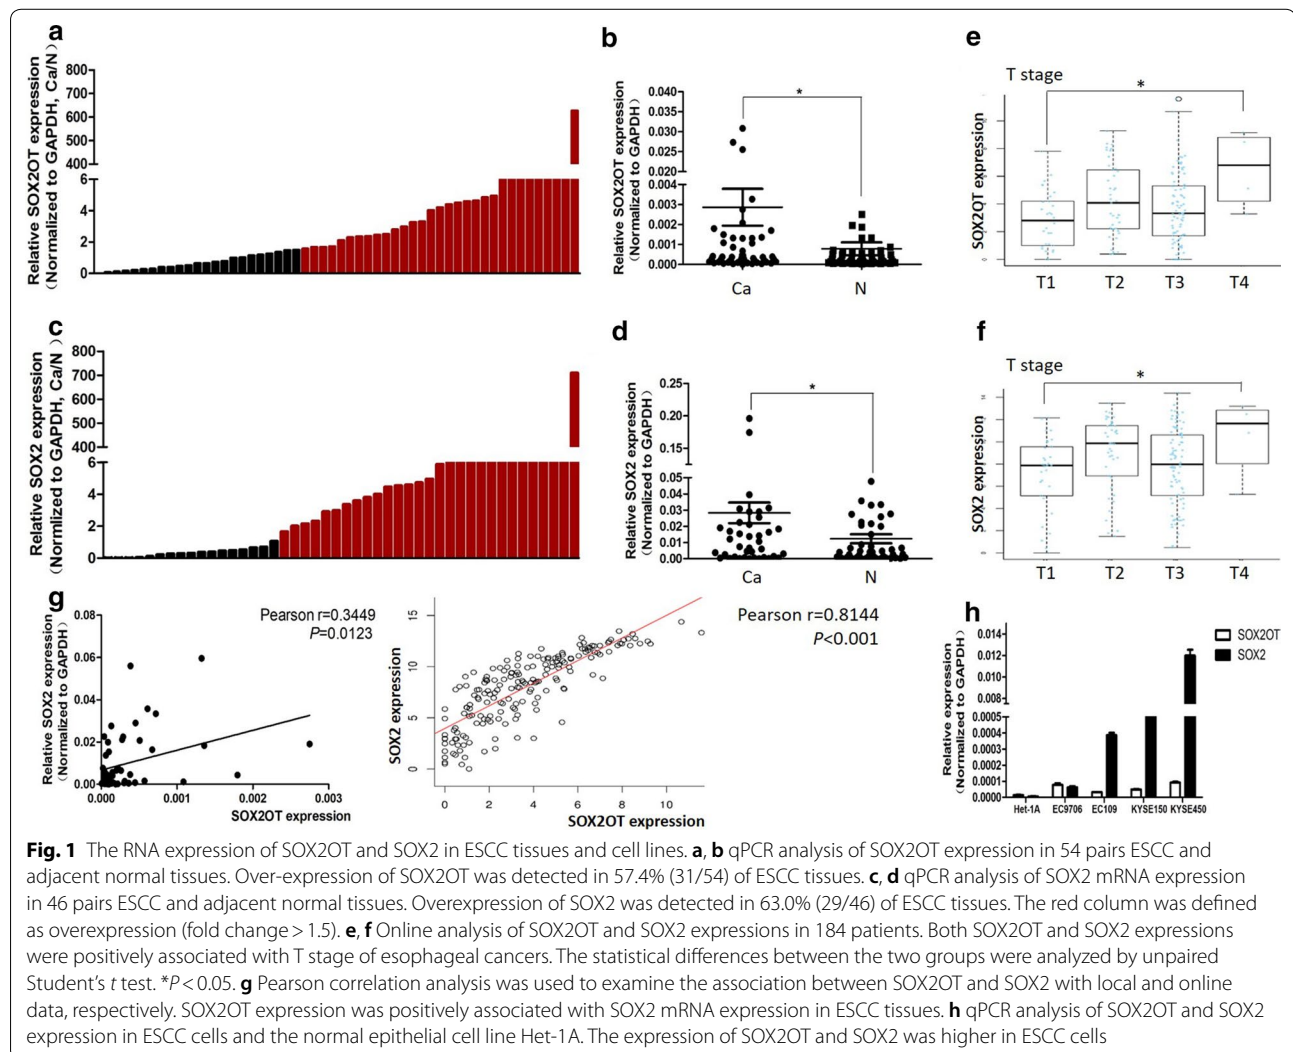 a
Relative SOX2OT expression
(Normalized to GAPDH, Ca/N)
800
700
600
500
400
6
4
2
0
b
Relative SOX2OT expression
(Normalized to GAPDH)
0.040
0.035
0.030
0.025
0.020
0.004
0.003
0.002
0.001
0.000
*
Ca
N
e
T stage
*
SOX2OT expression
T1
T2
T3
T4
c
Relative SOX2 expression
(Normlized to GAPDH, Ca/N)
800
700
600
500
400
6
4
2
0
d
Relative SOX2 expression
(Normalized to GAPDH)
0.25
0.20
0.15
0.10
0.05
0.04
0.03
0.02
0.01
0.00
*
Ca
N
f
T stage
*
SOX2 expression
T1
T2
T3
T4
g
Relative SOX2 expression
(Normalized to GAPDH)
0.08
0.06
0.04
0.02
0.00
0.000
0.001
0.002
0.003
SOX2OT expression
Pearson r=0.3449
P=0.0123
SOX2 expression
15
10
5
0
0
2
4
6
8
10
SOX2OT expression
Pearson r=0.8144
P<0.001
h
Relative expression
(Normalized to GAPDH)
0.014
0.012
0.010
0.008
0.0005
0.0004
0.0003
0.0002
0.0001
0.0000
SOX2OT
SOX2
Het-1A
EC9706
EC109
KYSE150
KYSE450
Fig. 1 The RNA expression of SOX2OT and SOX2 in ESCC tissues and cell lines. a, b qPCR analysis of SOX2OT expression in 54 pairs ESCC and
adjacent normal tissues. Over-expression of SOX2OT was detected in 57.4% (31/54) of ESCC tissues. c, d qPCR analysis of SOX2 mRNA expression
in 46 pairs ESCC and adjacent normal tissues. Overexpression of SOX2 was detected in 63.0% (29/46) of ESCC tissues. The red column was defined
as overexpression (fold change > 1.5). e, f Online analysis of SOX2OT and SOX2 expressions in 184 patients. Both SOX2OT and SOX2 expressions
were positively associated with T stage of esophageal cancers. The statistical differences between the two groups were analyzed by unpaired
Student's t test. *P < 0.05. g Pearson correlation analysis was used to examine the association between SOX2OT and SOX2 with local and online
data, respectively. SOX2OT expression was positively associated with SOX2 mRNA expression in ESCC tissues. h qPCR analysis of SOX2OT and SOX2
expression in ESCC cells and the normal epithelial cell line Het-1A. The expression of SOX2OT and SOX2 was higher in ESCC cells